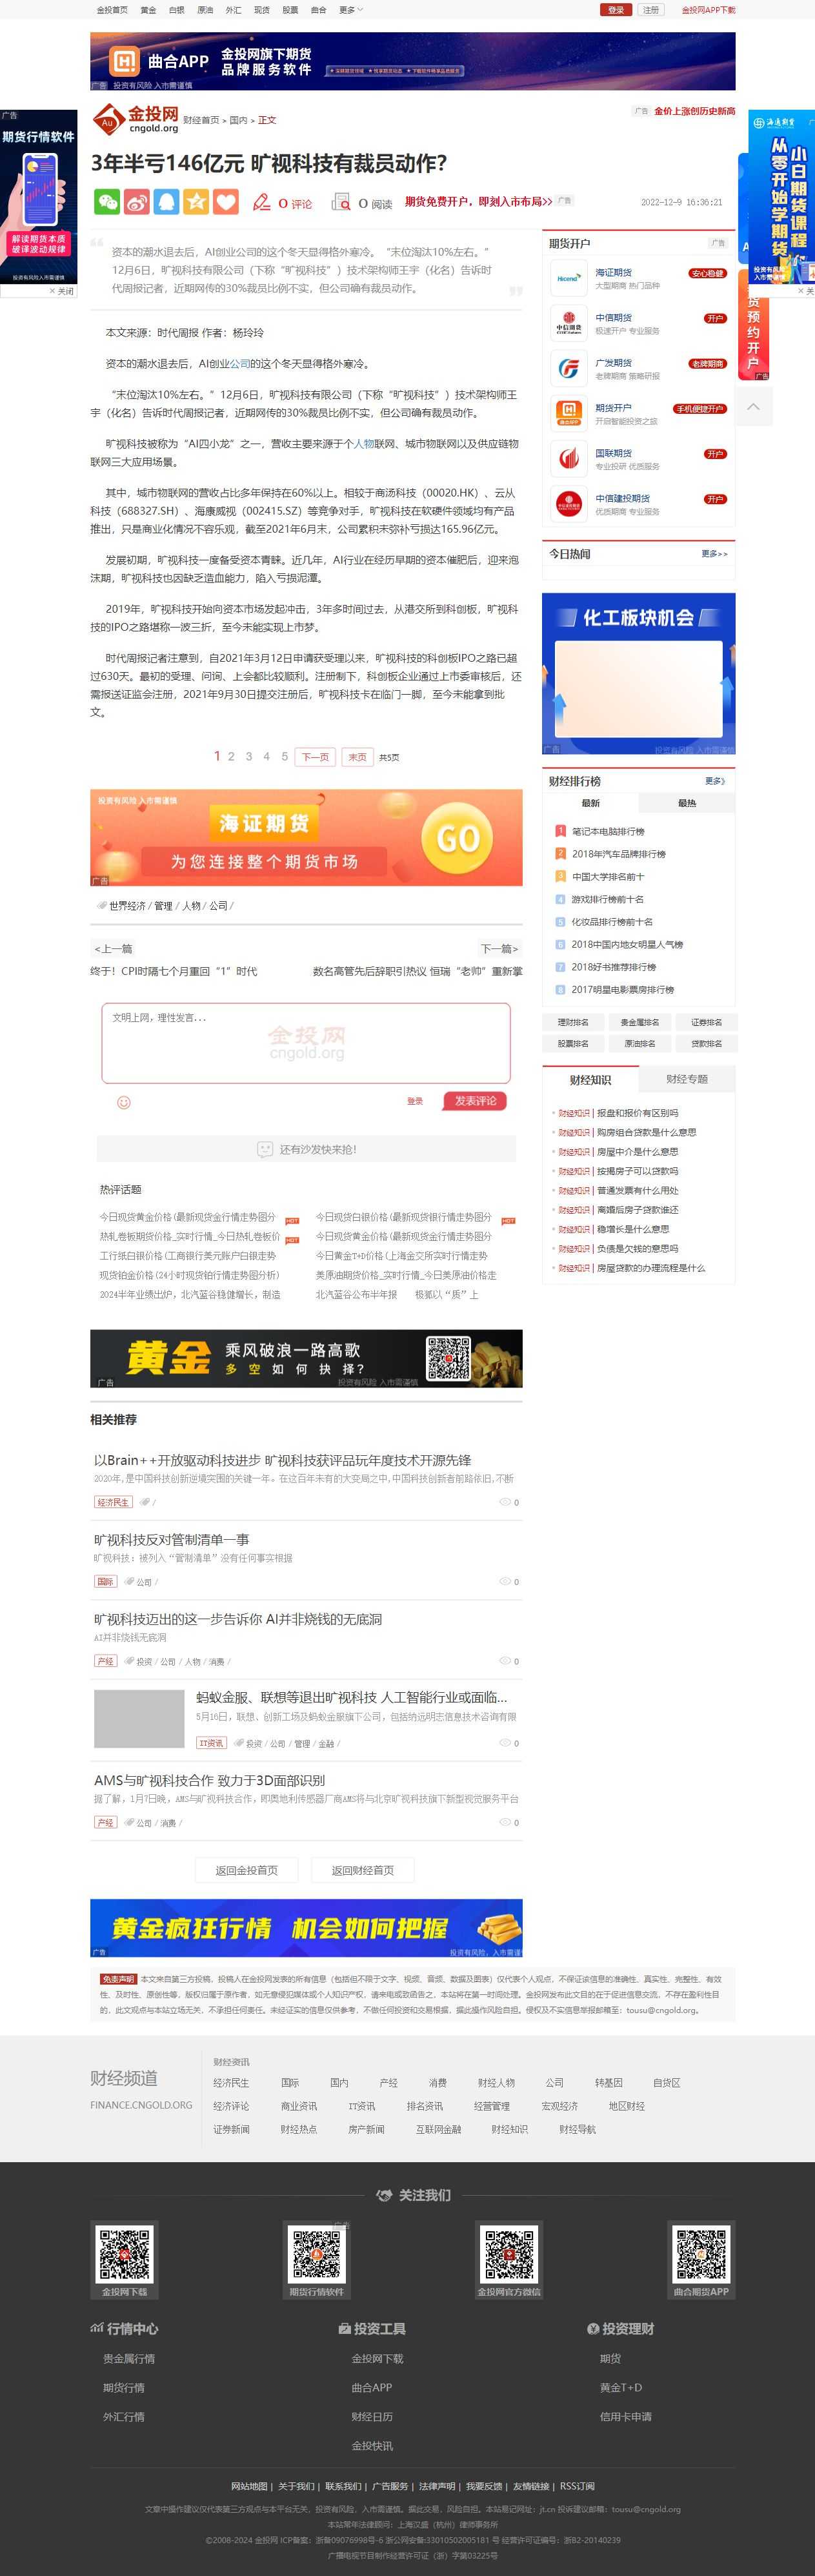 金投首页 黄金 白银 原油 外汇 现货 股票 曲合 更多 登录 注册 金投网APP下载
曲合APP 金投网旗下期货品牌服务软件
广告 投资有风险 入市需谨慎
金投网 cngold.org 财经首页 > 国内 > 正文
广告 金价上涨创历史新高
广告
期货行情软件
解读期货本质
破译波动规律
投资有风险入市需谨慎
× 关闭
海通期货
小白期货课程
从零开始学期货
投资有风险
入市需谨慎
3年半亏146亿元 旷视科技有裁员动作？
0 评论 0 阅读 期货免费开户，即刻入市布局>> 广告 2022-12-9 16:36:21
资本的潮水退去后，AI创业公司的这个冬天显得格外寒冷。“末位淘汰10%左右。”
12月6日，旷视科技有限公司（下称“旷视科技”）技术架构师王宇（化名）告诉时
代周报记者，近期网传的30%裁员比例不实，但公司确有裁员动作。
本文来源：时代周报 作者：杨玲玲
资本的潮水退去后，AI创业公司的这个冬天显得格外寒冷。
“末位淘汰10%左右。”12月6日，旷视科技有限公司（下称“旷视科技”）技术架构师王
宇（化名）告诉时代周报记者，近期网传的30%裁员比例不实，但公司确有裁员动作。
旷视科技被称为“AI四小龙”之一，营收主要来源于个人物联网、城市物联网以及供应链物
联网三大应用场景。
其中，城市物联网的营收占比多年保持在60%以上。相较于商汤科技（00020.HK）、云从
科技（688327.SH）、海康威视（002415.SZ）等竞争对手，旷视科技在软硬件领域均有产品
推出，只是商业化情况不容乐观，截至2021年6月末，公司累积未弥补亏损达165.96亿元。
发展初期，旷视科技一度备受资本青睐。近几年，AI行业在经历早期的资本催肥后，迎来泡
沫期，旷视科技也因缺乏造血能力，陷入亏损泥潭。
2019年，旷视科技开始向资本市场发起冲击，3年多时间过去，从港交所到科创板，旷视科
技的IPO之路堪称一波三折，至今未能实现上市梦。
时代周报记者注意到，自2021年3月12日申请获受理以来，旷视科技的科创板IPO之路已超
过630天。最初的受理、问询、上会都比较顺利。注册制下，科创板企业通过上市委审核后，还
需报送证监会注册，2021年9月30日提交注册后，旷视科技卡在临门一脚，至今未能拿到批
文。
1 2 3 4 5 下一页 末页 共5页
投资有风险 入市需谨慎
海证期货
为您连接整个期货市场
GO
广告
世界经济 / 管理 / 人物 / 公司 /
<上一篇 下一篇>
终于！CPI时隔七个月重回“1”时代 数名高管先后辞职引热议 恒瑞“老帅”重新掌
文明上网，理性发言...
金投网
cngold.org
登录 发表评论
还有沙发快来抢！
热评话题
今日现货黄金价格(最新现货金行情走势图分 HOT 今日现货白银价格(最新现货银行情走势图分 HOT
热轧卷板期货价格_实时行情_今日热轧卷板价 HOT 今日现货黄金价格(最新现货金行情走势图分
工行纸白银价格(工商银行美元账户白银走势 今日黄金T+D价格(上海金交所实时行情走势
现货铂金价格(24小时现货铂行情走势图分析) 美原油期货价格_实时行情_今日美原油价格走
2024半年业绩出炉，北汽蓝谷稳健增长，制造 北汽蓝谷公布半年报 极狐以“质”上
黄金 乘风破浪一路高歌
多空如何抉择？
广告 投资有风险 入市需谨慎
相关推荐
以Brain++开放驱动科技进步 旷视科技获评品玩年度技术开源先锋
2020年,是中国科技创新逆境突围的关键一年。在这百年未有的大变局之中,中国科技创新者前路依旧,不断
经济民生 / 0
旷视科技反对管制清单一事
旷视科技：被列入“管制清单”没有任何事实根据
国际 公司 / 0
旷视科技迈出的这一步告诉你 AI并非烧钱的无底洞
AI并非烧钱无底洞
产经 投资 / 公司 / 人物 / 消费 / 0
蚂蚁金服、联想等退出旷视科技 人工智能行业或面临...
5月16日，联想、创新工场及蚂蚁金服旗下公司，包括纳远明志信息技术咨询有限
IT资讯 投资 / 公司 / 管理 / 金融 / 0
AMS与旷视科技合作 致力于3D面部识别
据了解，1月7日晚，AMS与旷视科技合作，即奥地利传感器厂商AMS将与北京旷视科技旗下新型视觉服务平台
产经 公司 / 消费 / 0
返回金投首页 返回财经首页
黄金疯狂行情 机会如何把握
广告 投资有风险，入市需谨慎
期货开户 广告
海证期货 安心稳健
大型期商 热门品种
中信期货 开户
极速开户 专业服务
广发期货 老牌期商
老牌期商 策略研报
期货开户 手机便捷开户
开启智能投资之旅
国联期货 开户
专业投研 优质服务
中信建投期货 开户
优质期商 专业服务
货预约开户
广告
今日热闻 更多>>
化工板块机会
广告 投资有风险 入市需谨慎
财经排行榜 更多》
最新 最热
1 笔记本电脑排行榜
2 2018年汽车品牌排行榜
3 中国大学排名前十
4 游戏排行榜前十名
5 化妆品排行榜前十名
6 2018中国内地女明星人气榜
7 2018好书推荐排行榜
8 2017明星电影票房排行榜
理财排名 贵金属排名 证券排名
股票排名 原油排名 贷款排名
财经知识 财经专题
财经知识 | 报盘和报价有区别吗
财经知识 | 购房组合贷款是什么意思
财经知识 | 房屋中介是什么意思
财经知识 | 按揭房子可以贷款吗
财经知识 | 普通发票有什么用处
财经知识 | 离婚后房子贷款谁还
财经知识 | 稳增长是什么意思
财经知识 | 负债是欠钱的意思吗
财经知识 | 房屋贷款的办理流程是什么
免责声明 本文来自第三方投稿，投稿人在金投网发表的所有信息（包括但不限于文字、视频、音频、数据及图表）仅代表个人观点，不保证该信息的准确性、真实性、完整性、有效
性、及时性、原创性等，版权归属于原作者，如无意侵犯媒体或个人知识产权，请来电或致函告之，本站将在第一时间处理。金投网发布此文目的在于促进信息交流，不存在盈利性目
的，此文观点与本站立场无关，不承担任何责任。未经证实的信息仅供参考，不做任何投资和交易根据，据此操作风险自担。侵权及不实信息举报邮箱至：tousu@cngold.org。
财经频道
FINANCE.CNGOLD.ORG
财经资讯
经济民生 国际 国内 产经 消费 财经人物 公司 转基因 自贸区
经济评论 商业资讯 IT资讯 排名资讯 经营管理 宏观经济 地区财经
证券新闻 财经热点 房产新闻 互联网金融 财经知识 财经导航
关注我们
广告
金投网下载 期货行情软件 金投网官方微信 曲合期货APP
行情中心 投资工具 投资理财
贵金属行情 金投网下载 期货
期货行情 曲合APP 黄金T+D
外汇行情 财经日历 信用卡申请
金投快讯
网站地图 | 关于我们 | 联系我们 | 广告服务 | 法律声明 | 我要反馈 | 友情链接 | RSS订阅
文章中操作建议仅代表第三方观点与本平台无关，投资有风险，入市需谨慎。据此交易，风险自担。本站易记网址：jt.cn 投诉建议邮箱：tousu@cngold.org
本站常年法律顾问：上海汉盛（杭州）律师事务所
©2008-2024 金投网 ICP备案：浙备09076998号-6 浙公网安备:33010502005181 号 经营许可证编号：浙B2-20140239
广播电视节目制作经营许可证（浙）字第03225号